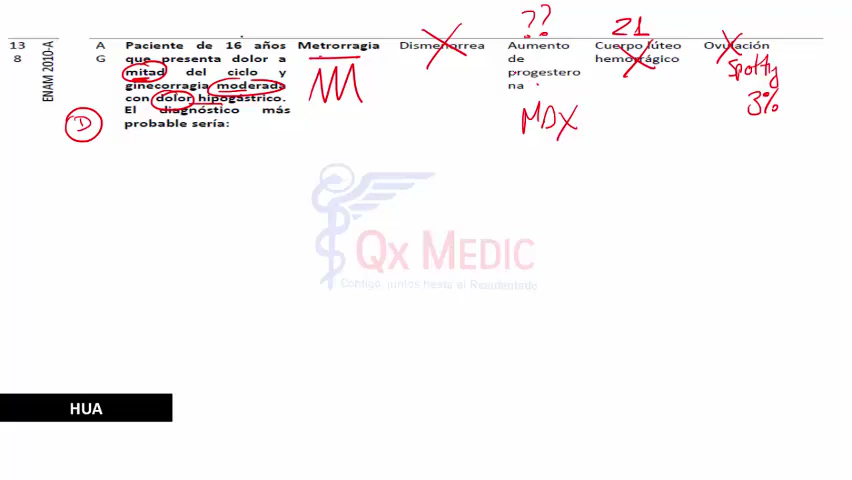 ?? 21
13 A Paciente de 16 años Metrorragia Dismenorrea Aumento Cuerpo lúteo Ovulación
8 ENAM 2010-A G que presenta dolor a de hemorrágico Spotty
mitad del ciclo y progestero
ginecorragia moderada na 3%
con dolor hipogástrico.
El diagnóstico más MDX
D probable sería:
QX MEDIC
Contigo, juntos hasta el Residentado
HUA